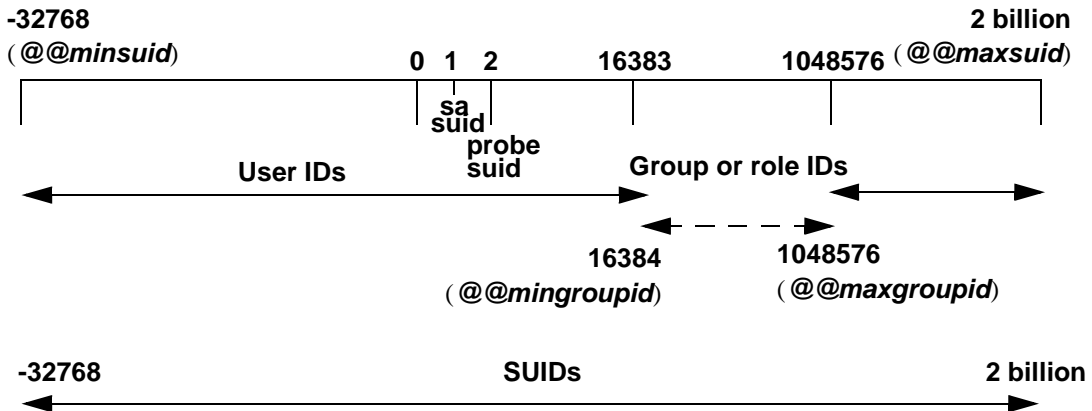 -32768 2 billion
(@@minsuid) 0 1 2 16383 1048576 (@@maxsuid)
sa
suid
probe
suid
User IDs Group or role IDs
16384 1048576
(@@mingroupid) (@@maxgroupid)
-32768 SUIDs 2 billion